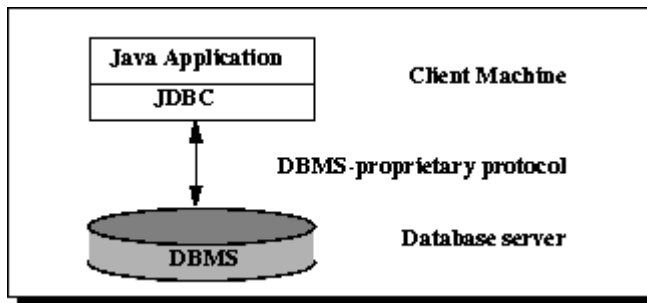 Java Application
Client Machine
JDBC
DBMS-proprietary protocol
Database server
DBMS